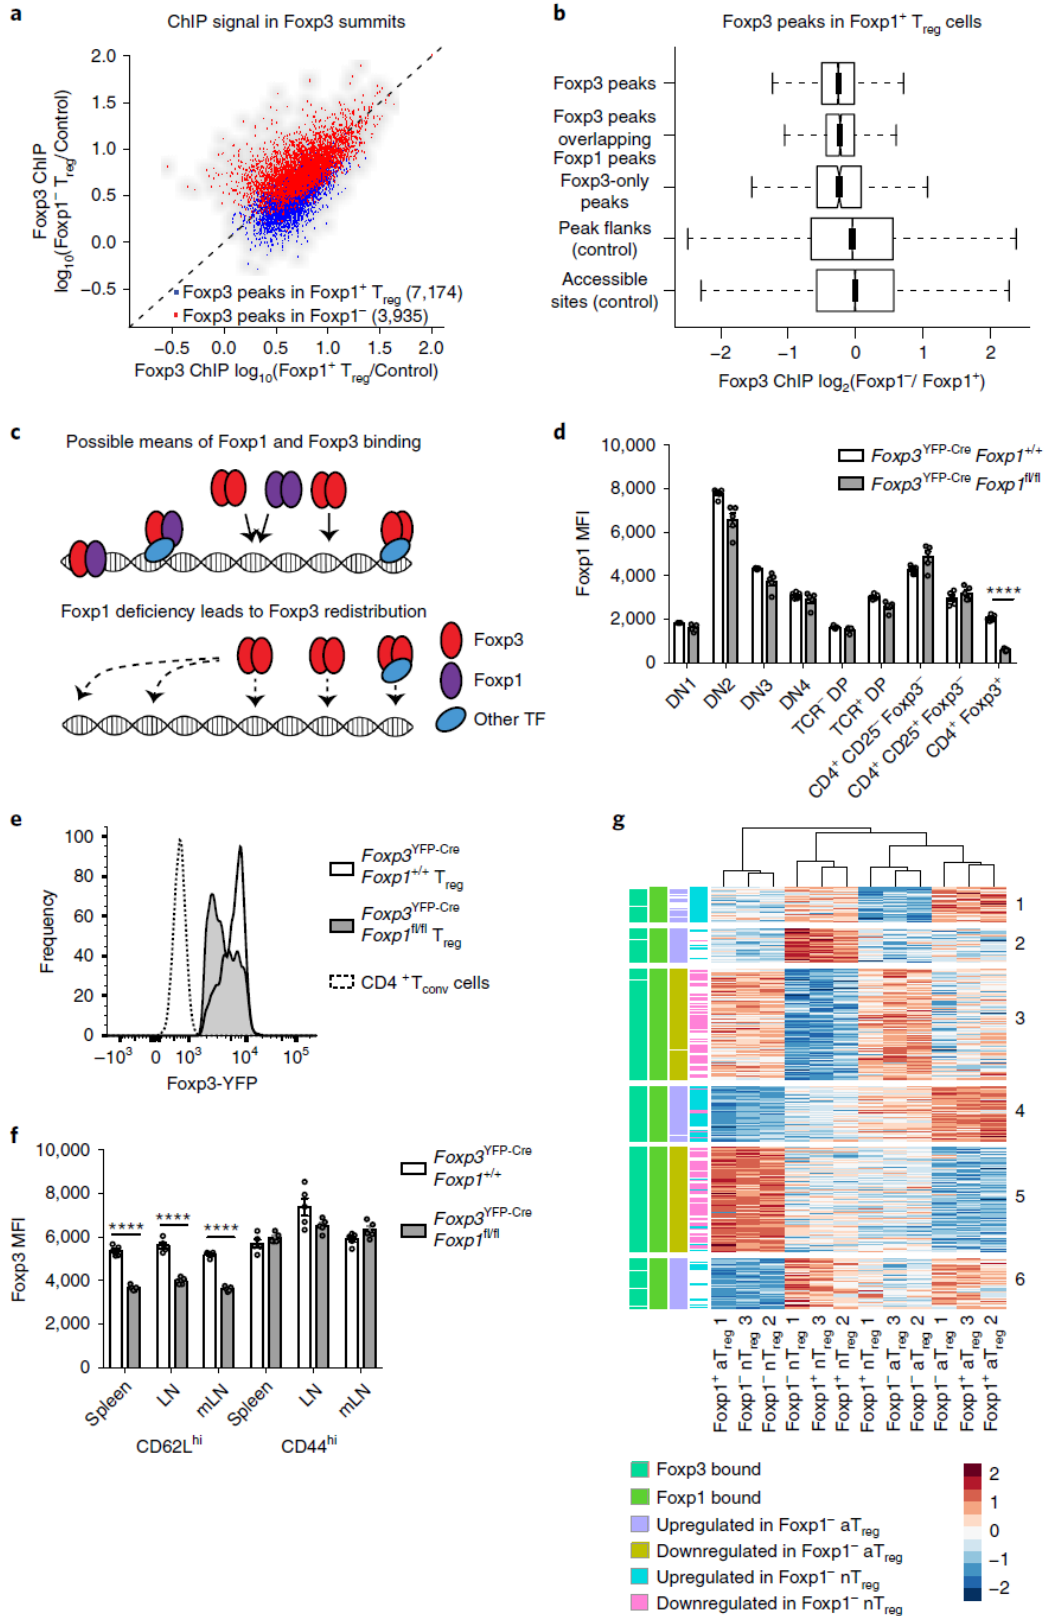 a
ChIP signal in Foxp3 summits
Foxp3 ChIP
log10(Foxp1− Treg/Control)
2.0
1.5
1.0
0.5
0.0
−0.5
Foxp3 peaks in Foxp1+ Treg (7,174)
Foxp3 peaks in Foxp1− (3,935)
−0.5 0.0 0.5 1.0 1.5 2.0
Foxp3 ChIP log10(Foxp1+ Treg/Control)
b
Foxp3 peaks in Foxp1+ Treg cells
Foxp3 peaks
Foxp3 peaks
overlapping
Foxp1 peaks
Foxp3-only
peaks
Peak flanks
(control)
Accessible
sites (control)
−2 −1 0 1 2
Foxp3 ChIP log2(Foxp1−/ Foxp1+)
c
Possible means of Foxp1 and Foxp3 binding
Foxp1 deficiency leads to Foxp3 redistribution
Foxp3
Foxp1
Other TF
d
Foxp1 MFI
10,000
8,000
6,000
4,000
2,000
0
Foxp3YFP-Cre Foxp1+/+
Foxp3YFP-Cre Foxp1fl/fl
****
DN1
DN2
DN3
DN4
TCR− DP
TCR+ DP
CD4+ CD25− Foxp3−
CD4+ CD25+ Foxp3−
CD4+ Foxp3+
e
Frequency
100
80
60
40
20
0
−10³ 0 10³ 10⁴ 10⁵
Foxp3-YFP
Foxp3YFP-Cre
Foxp1+/+ Treg
Foxp3YFP-Cre
Foxp1fl/fl Treg
CD4 +Tconv cells
f
Foxp3 MFI
10,000
8,000
6,000
4,000
2,000
0
**** **** ****
Foxp3YFP-Cre
Foxp1+/+
Foxp3YFP-Cre
Foxp1fl/fl
Spleen
LN
mLN
Spleen
LN
mLN
CD62Lhi
CD44hi
g
1
2
3
4
5
6
Foxp1+ aTreg 1
Foxp1− nTreg 3
Foxp1− nTreg 2
Foxp1− nTreg 1
Foxp1+ nTreg 3
Foxp1+ nTreg 2
Foxp1+ nTreg 1
Foxp1− aTreg 3
Foxp1− aTreg 2
Foxp1− aTreg 1
Foxp1+ aTreg 3
Foxp1+ aTreg 2
Foxp3 bound
Foxp1 bound
Upregulated in Foxp1− aTreg
Downregulated in Foxp1− aTreg
Upregulated in Foxp1− nTreg
Downregulated in Foxp1− nTreg
2
1
0
−1
−2